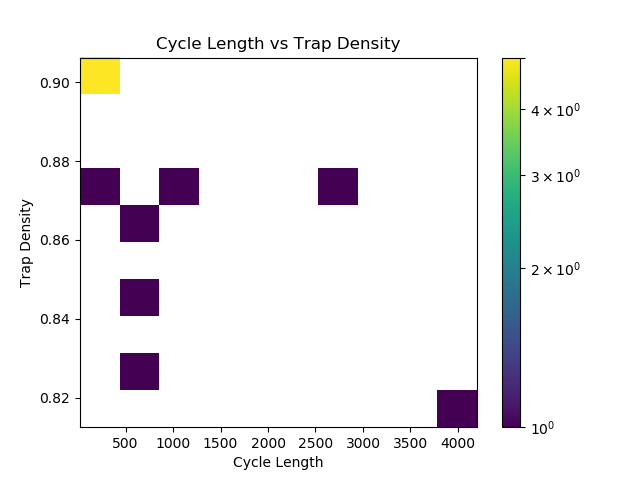 Cycle Length vs Trap Density
Trap Density
0.90
0.88
0.86
0.84
0.82
500 1000 1500 2000 2500 3000 3500 4000
Cycle Length
4 × 10⁰
3 × 10⁰
2 × 10⁰
10⁰